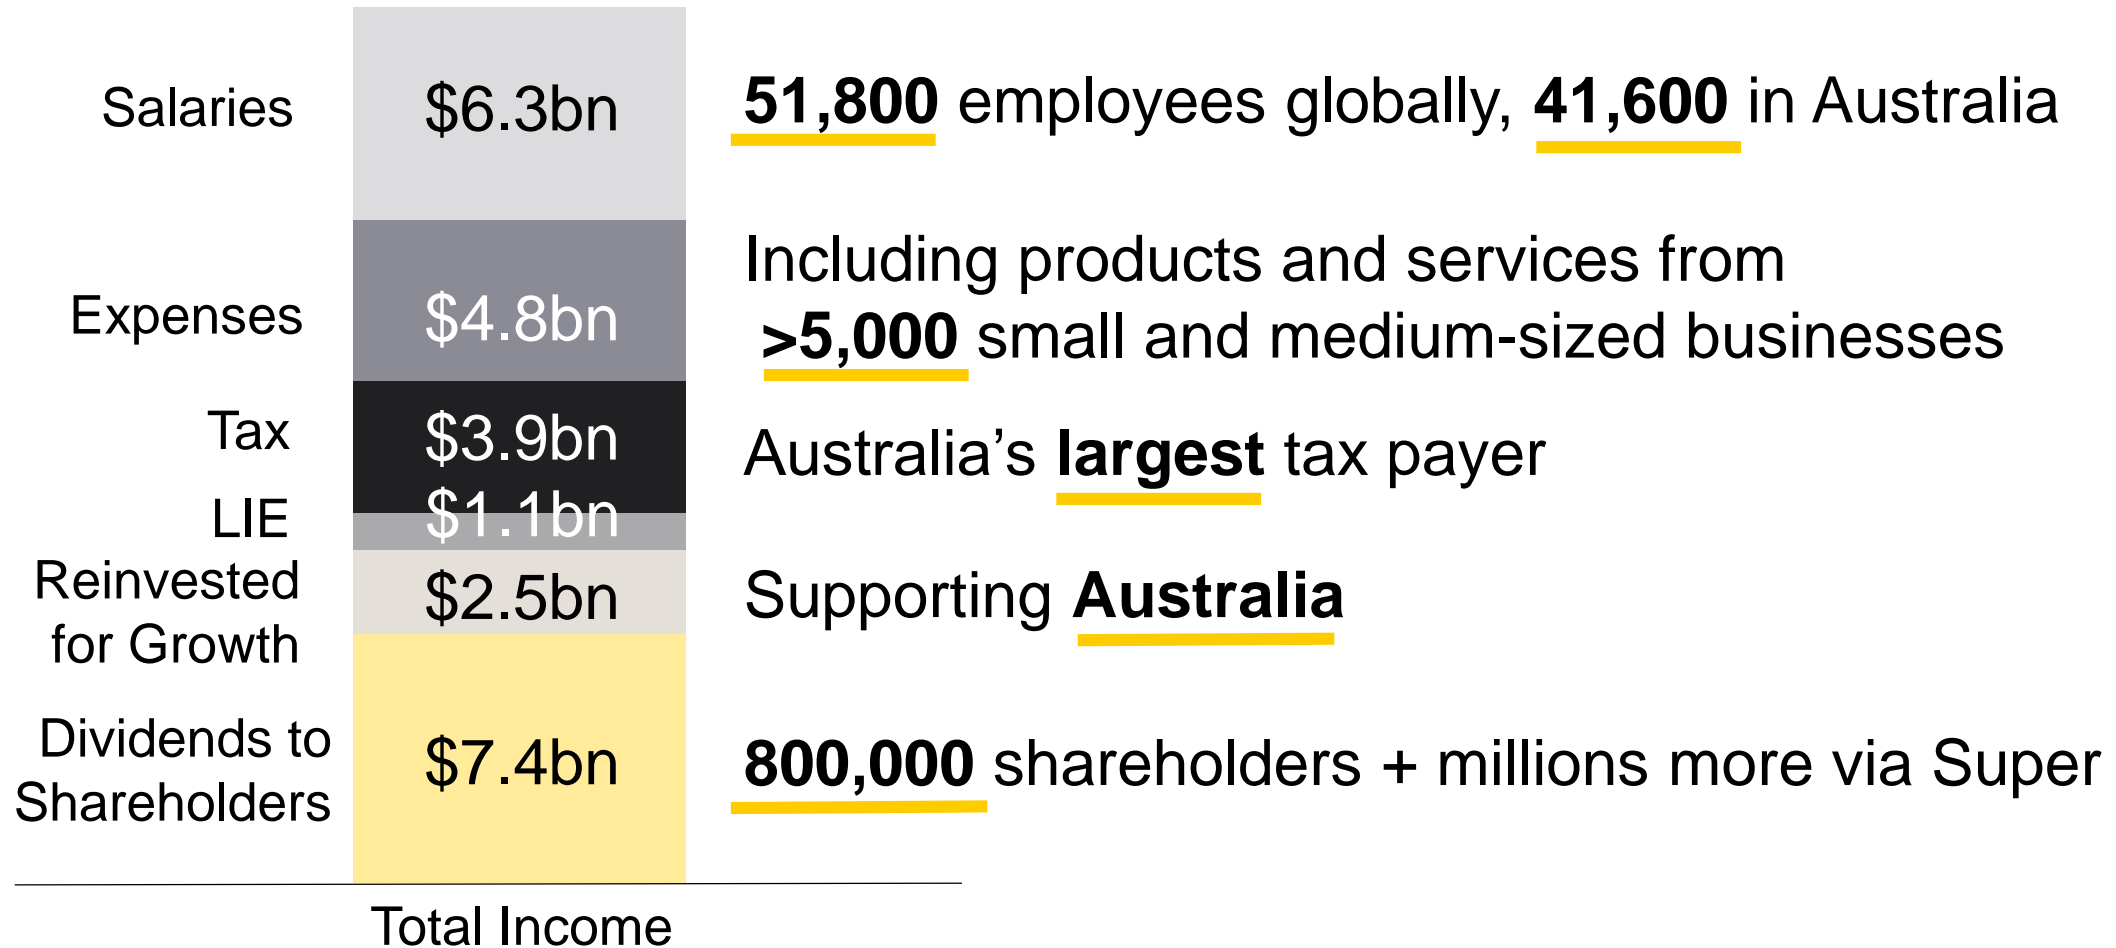 Salaries $6.3bn 51,800 employees globally, 41,600 in Australia
Expenses $4.8bn Including products and services from
>5,000 small and medium-sized businesses
Tax $3.9bn Australia’s largest tax payer
LIE $1.1bn
Reinvested
for Growth $2.5bn Supporting Australia
Dividends to
Shareholders $7.4bn 800,000 shareholders + millions more via Super
Total Income